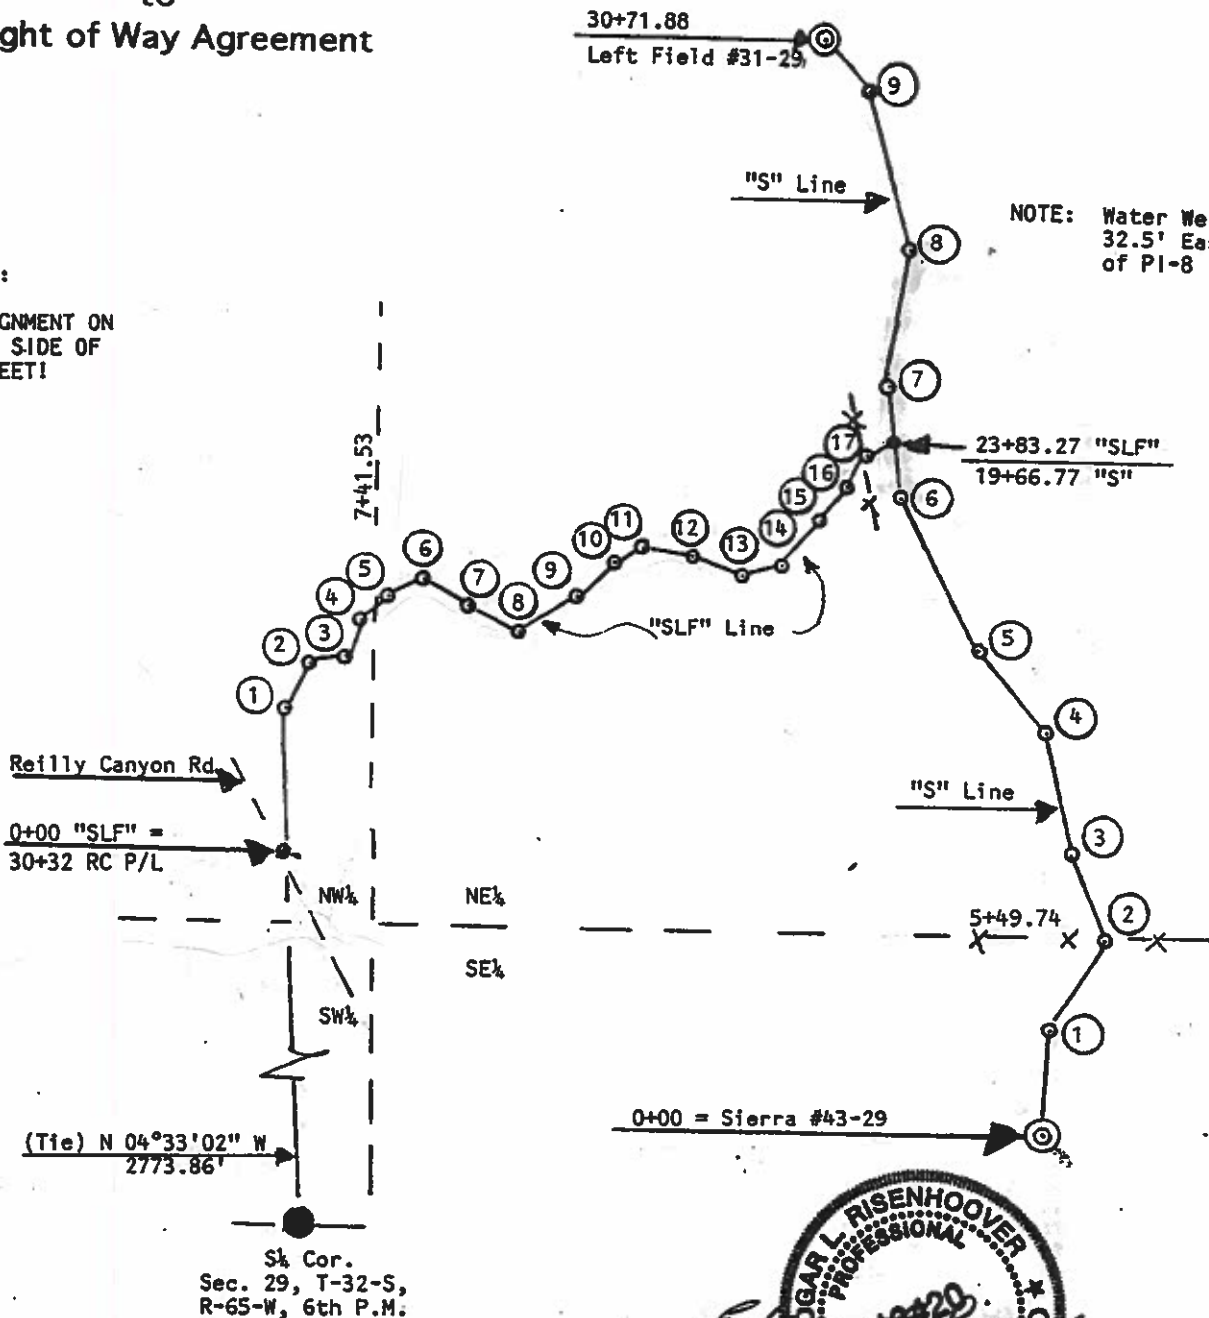 to
ght of Way Agreement
30+71.88
Left Field #31-29
9
"S" Line
8
NOTE: Water We
32.5' Ea
of PI-8
:
GNMENT ON
SIDE OF
EET!
7
7+41.53
17
16
15
14
13
12
11
10
9
8
7
6
5
4
3
2
1
23+83.27 "SLF"
19+66.77 "S"
6
"SLF" Line
5
4
Reilly Canyon Rd.
"S" Line
0+00 "SLF" =
30+32 RC P/L
3
NW¼
NE¼
5+49.74
2
SE¼
SW¼
1
0+00 = Sierra #43-29
(Tie) N 04°33'02" W
2773.86'
S¼ Cor.
Sec. 29, T-32-S,
R-65-W, 6th P.M.
OGAR L. RISENHOOVER
PROFESSIONAL